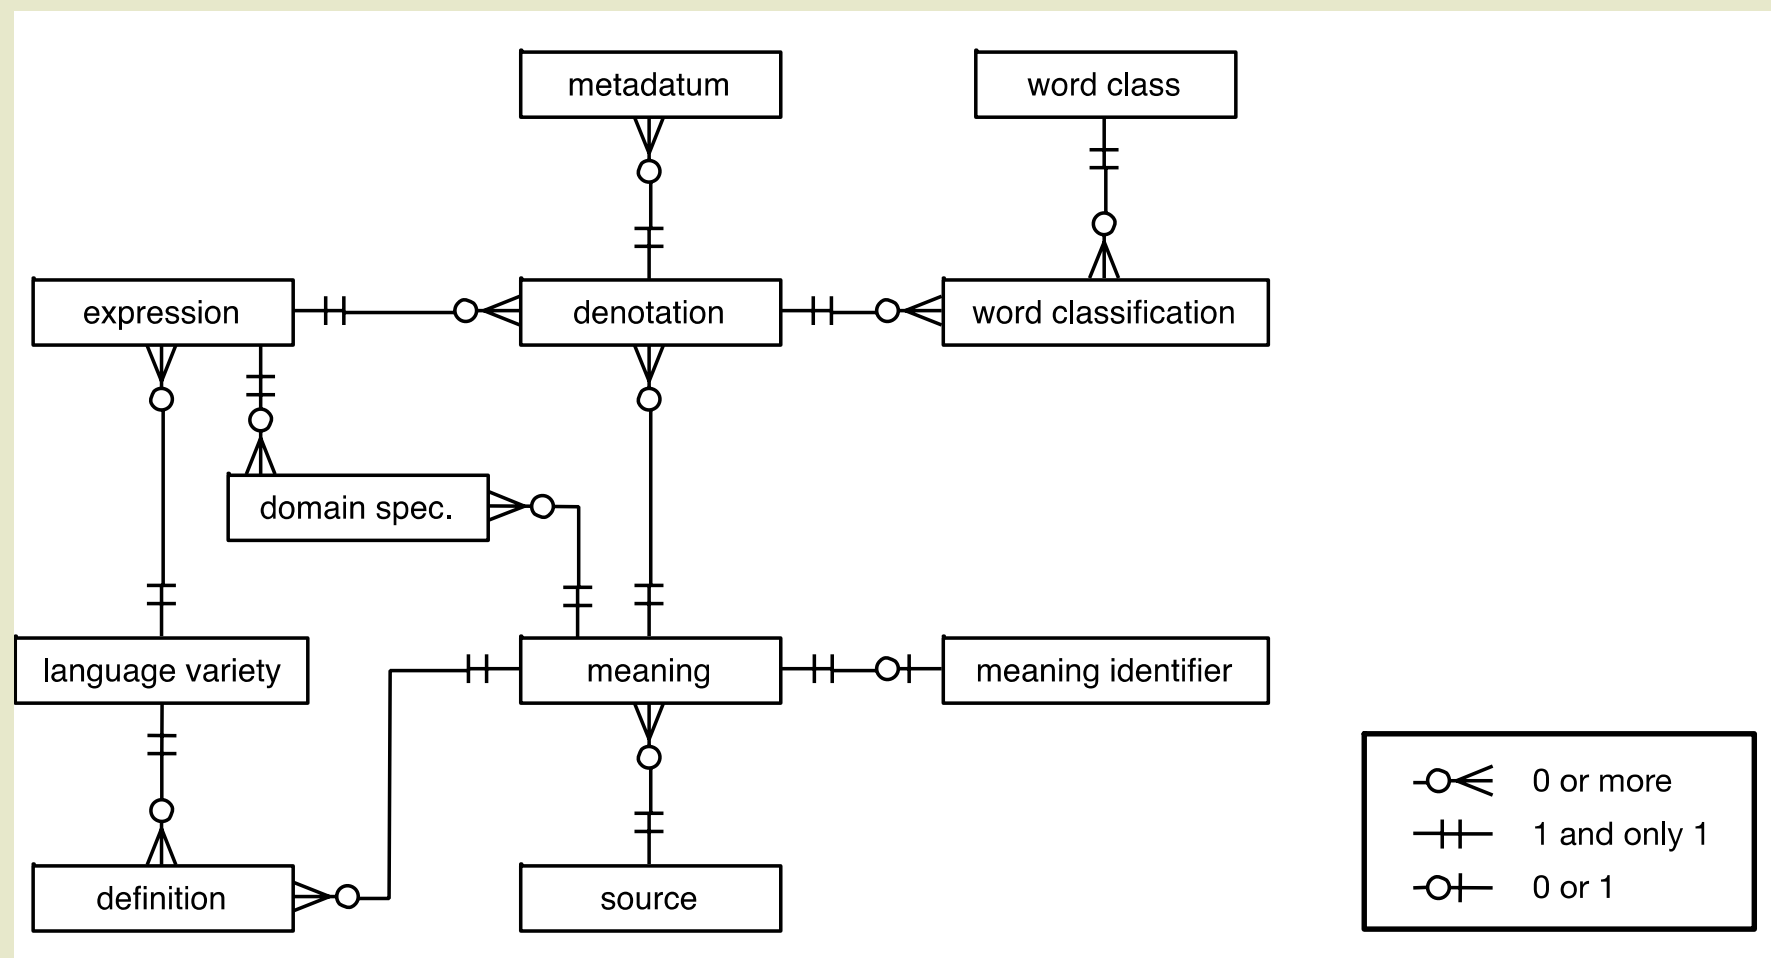 metadatum
word class
expression
denotation
word classification
domain spec.
language variety
meaning
meaning identifier
definition
source
0 or more
1 and only 1
0 or 1